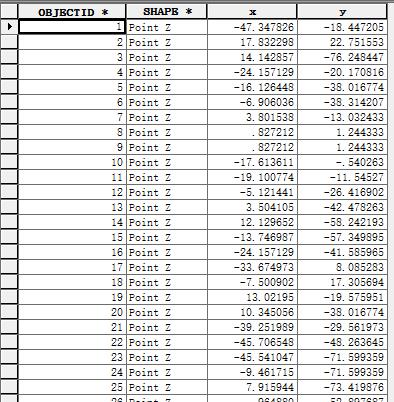 OBJECTID * SHAPE * x y
1 Point Z -47.347826 -18.447205
2 Point Z 17.832298 22.751553
3 Point Z 14.142857 -76.248447
4 Point Z -24.157129 -20.170816
5 Point Z -16.126448 -38.016774
6 Point Z -6.906036 -38.314207
7 Point Z 3.801538 -13.032433
8 Point Z .827212 1.244333
9 Point Z .827212 1.244333
10 Point Z -17.613611 -.540263
11 Point Z -19.100774 -11.54527
12 Point Z -5.121441 -26.416902
13 Point Z 3.504105 -42.478263
14 Point Z 12.129652 -58.242193
15 Point Z -13.746987 -57.349895
16 Point Z -24.157129 -41.585965
17 Point Z -33.674973 8.085283
18 Point Z -7.500902 17.305694
19 Point Z 13.02195 -19.575951
20 Point Z 10.345056 -38.016774
21 Point Z -39.251989 -29.561973
22 Point Z -45.706548 -48.263645
23 Point Z -45.541047 -71.599359
24 Point Z -9.461715 -71.599359
25 Point Z 7.915944 -73.419876
26 Point Z